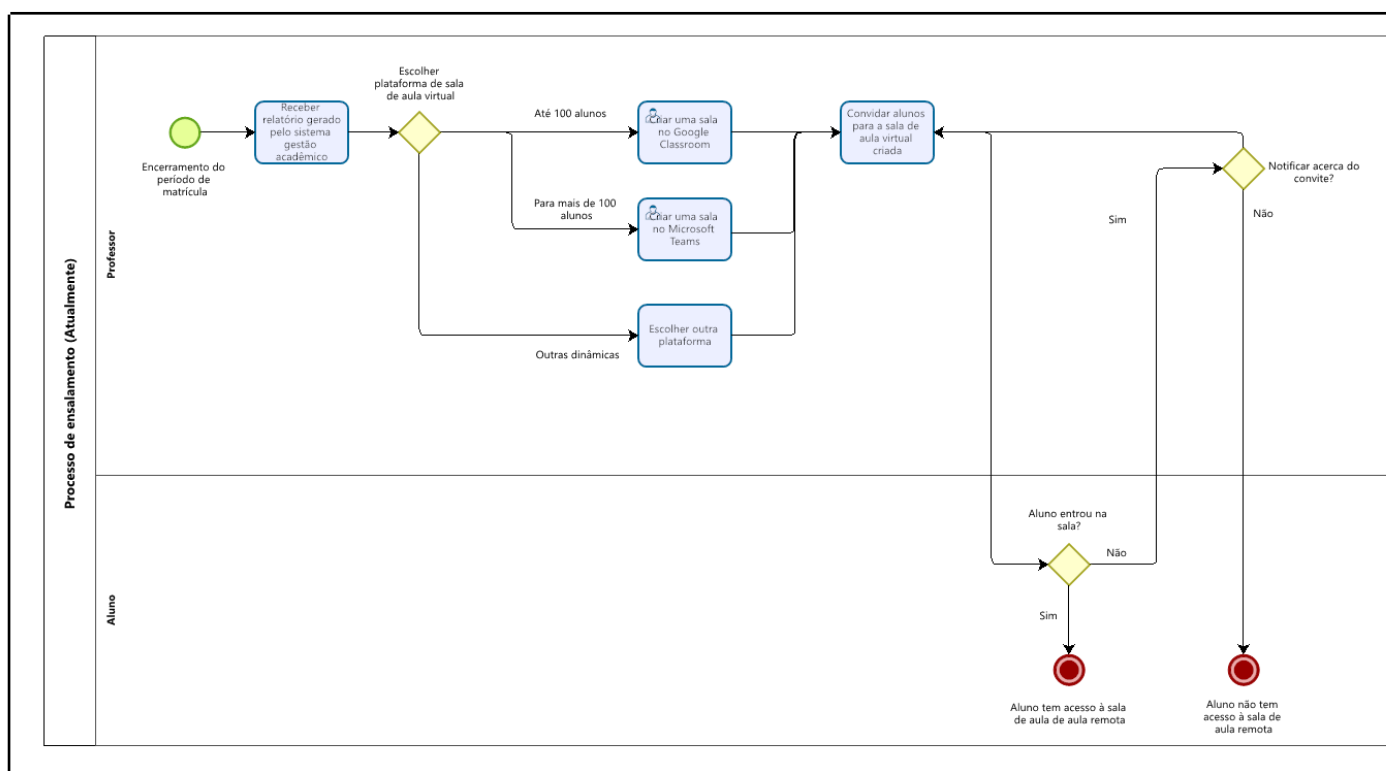 Processo de ensalamento (Atualmente)
Professor
Encerramento do
período de
matrícula
Receber
relatório gerado
pelo sistema
gestão
acadêmico
Escolher
plataforma de sala
de aula virtual
Até 100 alunos
Criar uma sala
no Google
Classroom
Para mais de 100
alunos
Criar uma sala
no Microsoft
Teams
Outras dinâmicas
Escolher outra
plataforma
Convidar alunos
para a sala de
aula virtual
criada
Notificar acerca do
convite?
Sim
Não
Aluno
Aluno entrou na
sala?
Não
Sim
Aluno tem acesso à sala
de aula de aula remota
Aluno não tem
acesso à sala de
aula remota